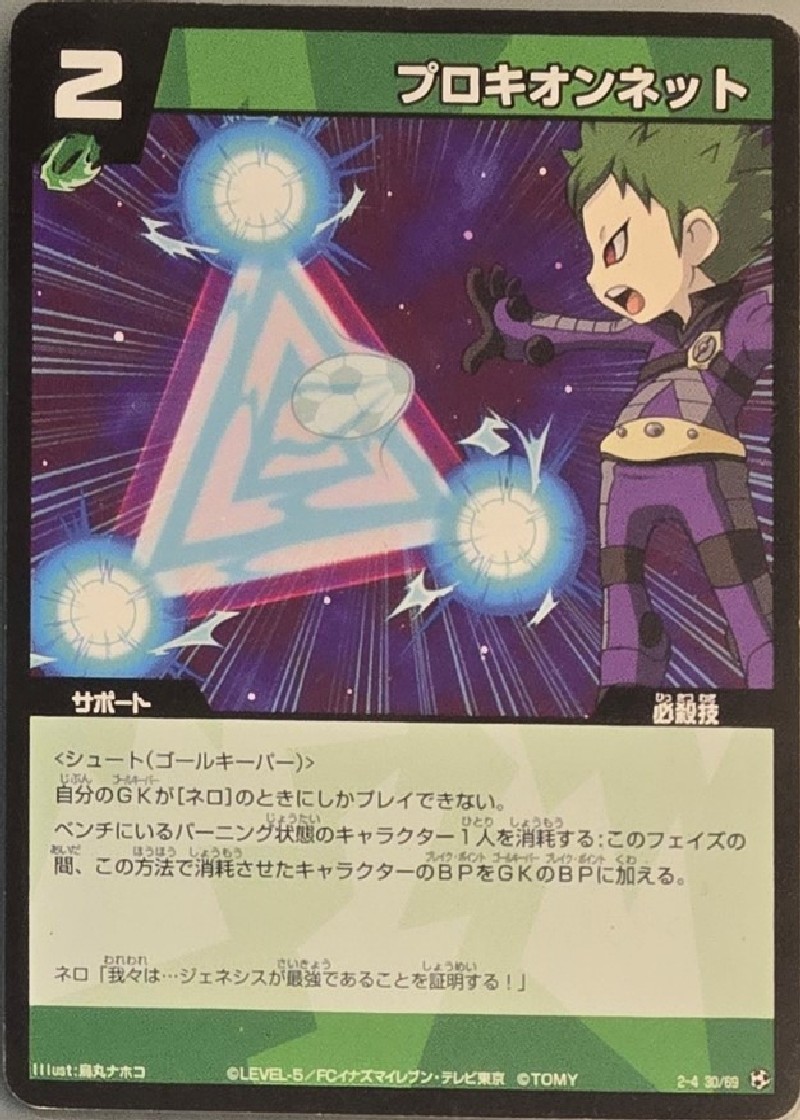 2
プロキオンネット
サポート
必殺技
<シュート(ゴールキーパー)>
自分のGKが[ネロ]のときにしかプレイできない。
ベンチにいるバーニング状態のキャラクター1人を消耗する:このフェイズの
間、この方法で消耗させたキャラクターのBPをGKのBPに加える。
ネロ「我々は…ジェネシスが最強であることを証明する!」
Illust:烏丸ナホコ
©LEVEL-5/FCイナズマイレブン・テレビ東京 ©TOMY
2-4 30/69